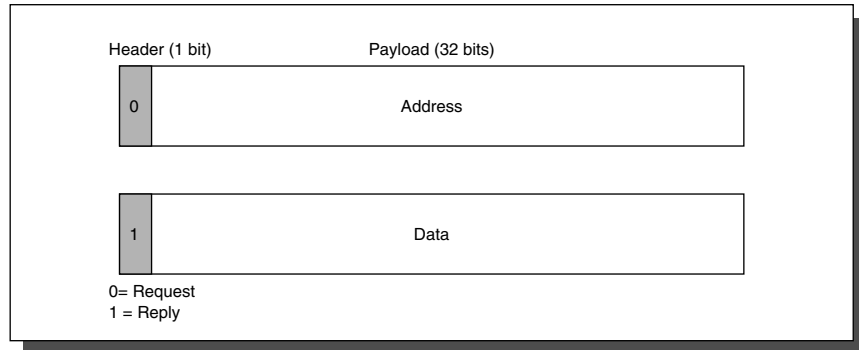 Header (1 bit) Payload (32 bits)
0 Address
1 Data
0= Request
1 = Reply